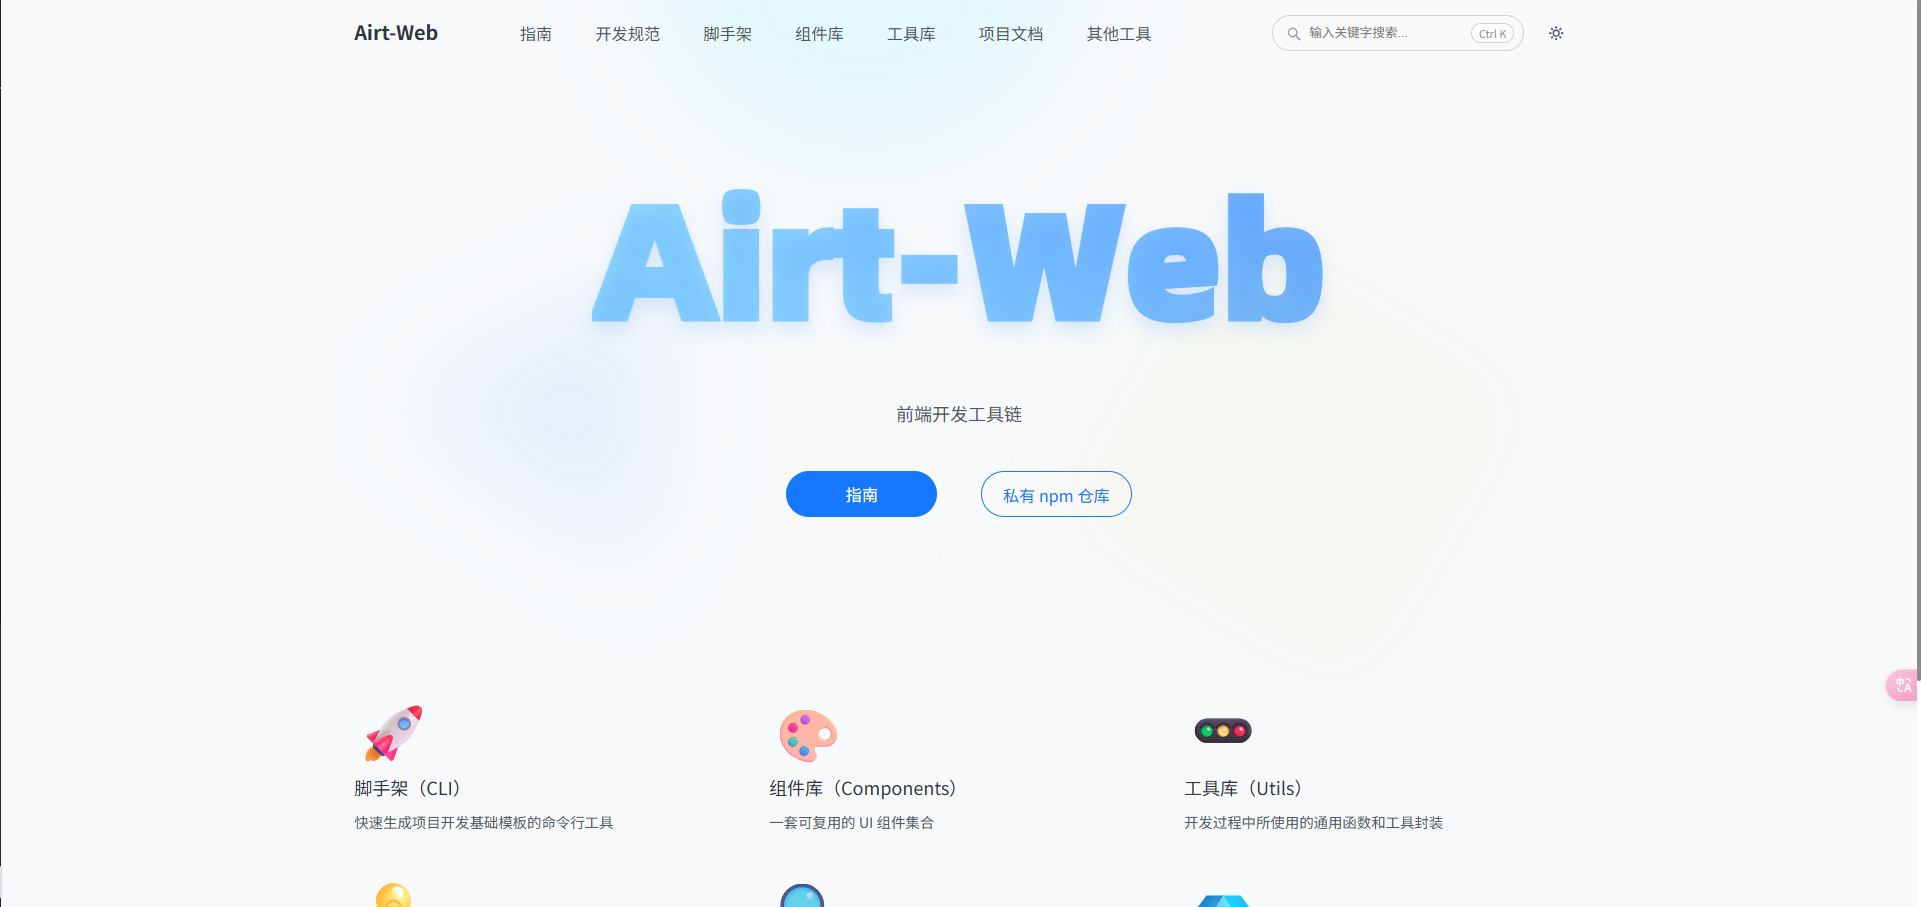 Airt-Web 指南 开发规范 脚手架 组件库 工具库 项目文档 其他工具 输入关键字搜索... Ctrl K
Airt-Web
前端开发工具链
指南 私有 npm 仓库
中 A
脚手架（CLI） 组件库（Components） 工具库（Utils）
快速生成项目开发基础模板的命令行工具 一套可复用的 UI 组件集合 开发过程中所使用的通用函数和工具封装